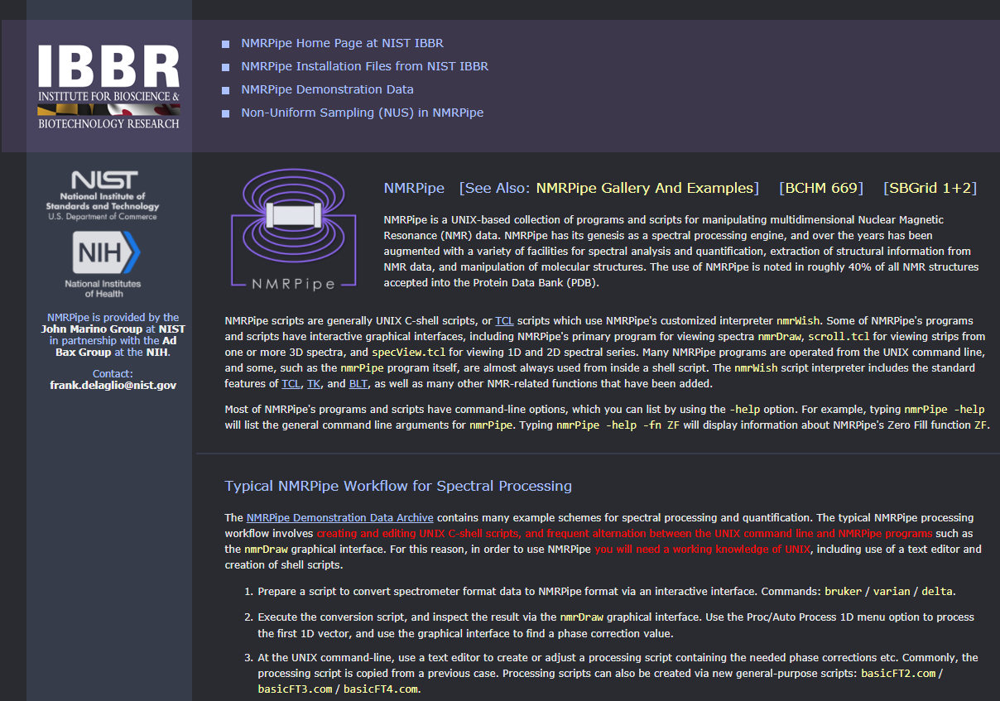 IBBR
INSTITUTE FOR BIOSCIENCE &
BIOTECHNOLOGY RESEARCH
NMRPipe Home Page at NIST IBBR
NMRPipe Installation Files from NIST IBBR
NMRPipe Demonstration Data
Non-Uniform Sampling (NUS) in NMRPipe
NIST
National Institute of
Standards and Technology
U.S. Department of Commerce
NIH
National Institutes
of Health
NMRPipe is provided by the
John Marino Group at NIST
in partnership with the Ad
Bax Group at the NIH.
Contact:
frank.delaglio@nist.gov
NMRPipe
NMRPipe [See Also: NMRPipe Gallery And Examples] [BCHM 669] [SBGrid 1+2]
NMRPipe is a UNIX-based collection of programs and scripts for manipulating multidimensional Nuclear Magnetic
Resonance (NMR) data. NMRPipe has its genesis as a spectral processing engine, and over the years has been
augmented with a variety of facilities for spectral analysis and quantification, extraction of structural information from
NMR data, and manipulation of molecular structures. The use of NMRPipe is noted in roughly 40% of all NMR structures
accepted into the Protein Data Bank (PDB).
NMRPipe scripts are generally UNIX C-shell scripts, or TCL scripts which use NMRPipe's customized interpreter nmrWish. Some of NMRPipe's programs
and scripts have interactive graphical interfaces, including NMRPipe's primary program for viewing spectra nmrDraw, scroll.tcl for viewing strips from
one or more 3D spectra, and specView.tcl for viewing 1D and 2D spectral series. Many NMRPipe programs are operated from the UNIX command line,
and some, such as the nmrPipe program itself, are almost always used from inside a shell script. The nmrWish script interpreter includes the standard
features of TCL, TK, and BLT, as well as many other NMR-related functions that have been added.
Most of NMRPipe's programs and scripts have command-line options, which you can list by using the -help option. For example, typing nmrPipe -help
will list the general command line arguments for nmrPipe. Typing nmrPipe -help -fn ZF will display information about NMRPipe's Zero Fill function ZF.
Typical NMRPipe Workflow for Spectral Processing
The NMRPipe Demonstration Data Archive contains many example schemes for spectral processing and quantification. The typical NMRPipe processing
workflow involves creating and editing UNIX C-shell scripts, and frequent alternation between the UNIX command line and NMRPipe programs such as
the nmrDraw graphical interface. For this reason, in order to use NMRPipe you will need a working knowledge of UNIX, including use of a text editor and
creation of shell scripts.
1. Prepare a script to convert spectrometer format data to NMRPipe format via an interactive interface. Commands: bruker / varian / delta.
2. Execute the conversion script, and inspect the result via the nmrDraw graphical interface. Use the Proc/Auto Process 1D menu option to process
the first 1D vector, and use the graphical interface to find a phase correction value.
3. At the UNIX command-line, use a text editor to create or adjust a processing script containing the needed phase corrections etc. Commonly, the
processing script is copied from a previous case. Processing scripts can also be created via new general-purpose scripts: basicFT2.com /
basicFT3.com / basicFT4.com.